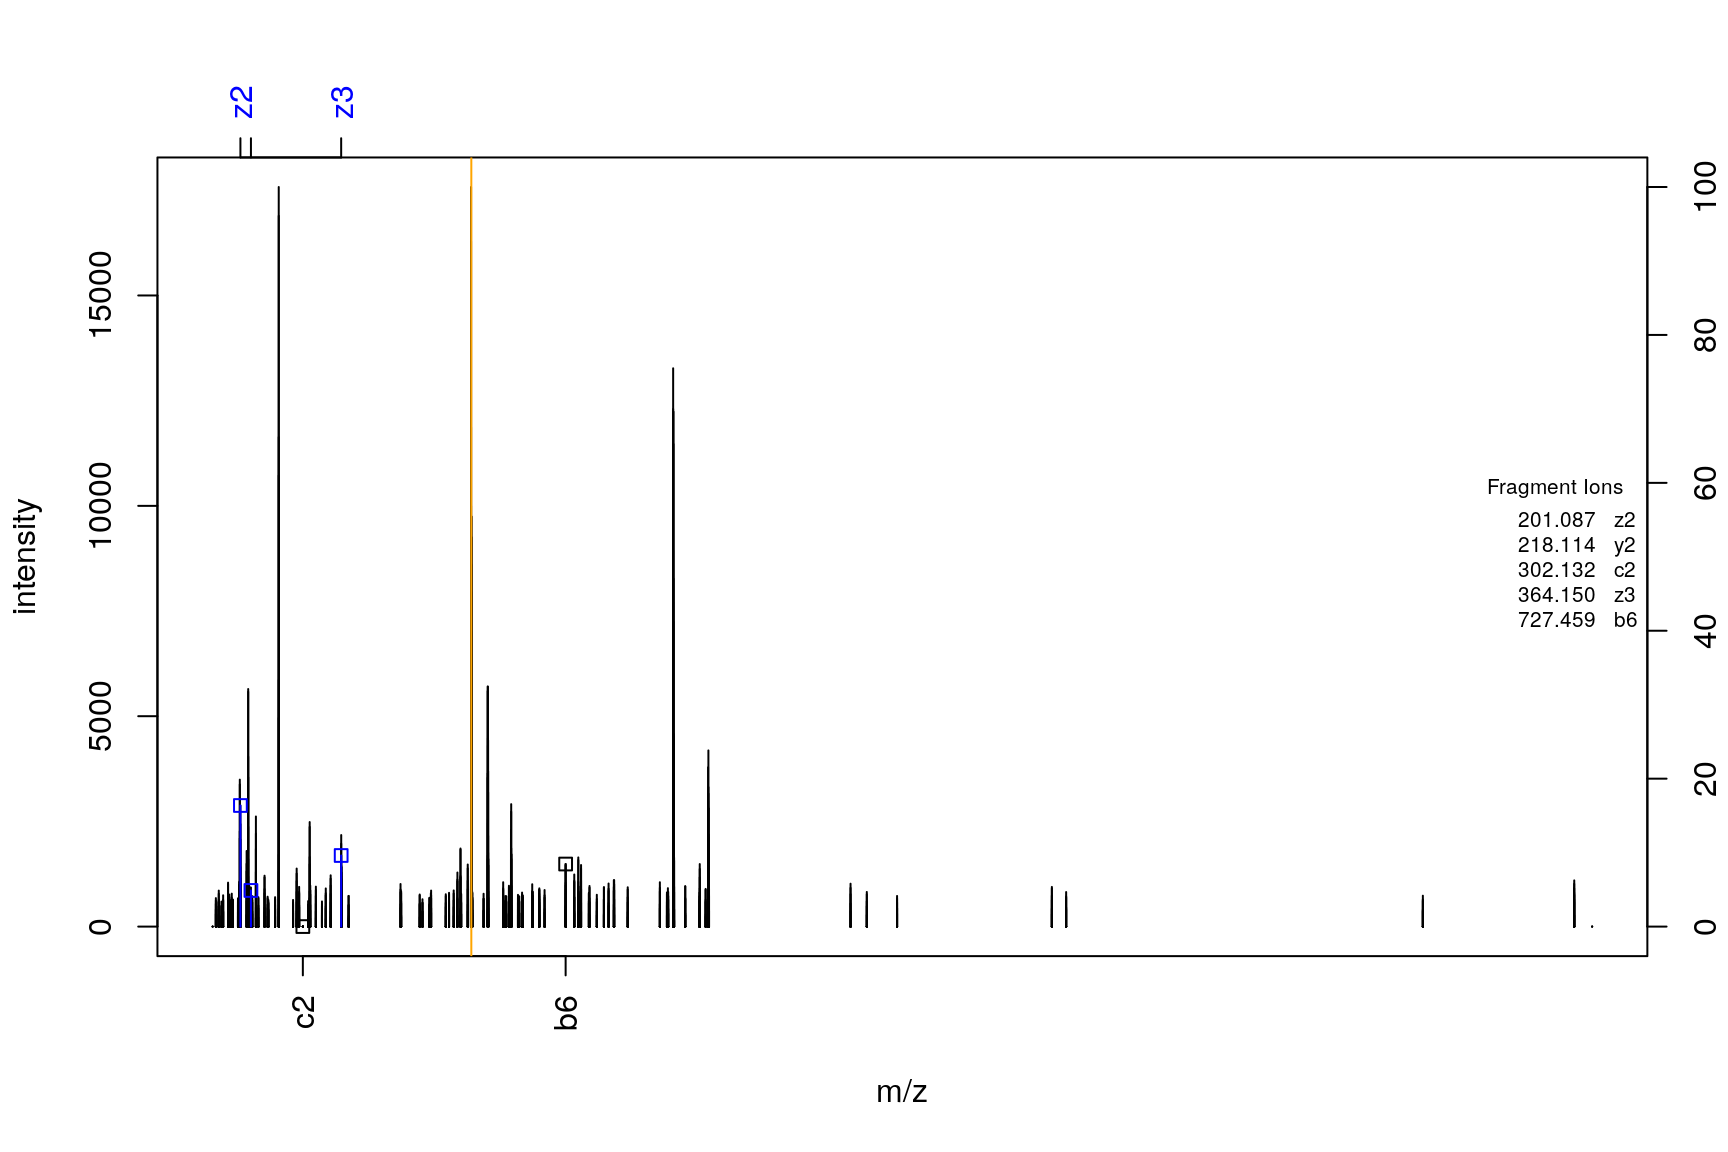 z2 z3
100
80
60
40
20
0
15000
10000
5000
0
intensity
Fragment Ions
201.087 z2
218.114 y2
302.132 c2
364.150 z3
727.459 b6
c2 b6
m/z